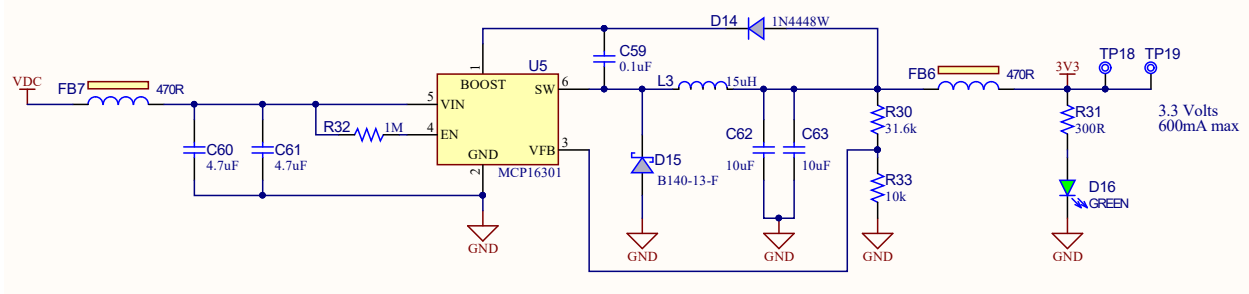 D14
1N4448W
TP18
TP19
C59
0.1uF
U5
VDC
FB7
470R
1
BOOST
SW
6
L3
15uH
FB6
470R
3V3
5
VIN
R30
31.6k
R31
300R
3.3 Volts
600mA max
R32
1M
4
EN
C60
4.7uF
C61
4.7uF
GND
2
VFB
3
MCP16301
C62
10uF
C63
10uF
D15
B140-13-F
R33
10k
D16
GREEN
GND
GND
GND
GND
GND